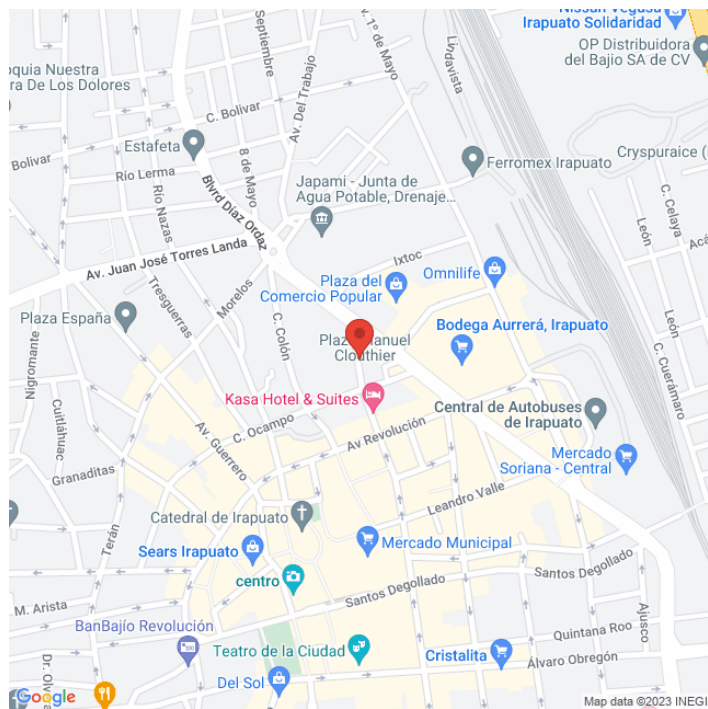 Nissan Vegusa
Irapuato Solidaridad
OP Distribuidora
del Bajio SA de CV
Septiembre
Av. Del Trabajo
Av. 1° de Mayo
Lindavista
oquia Nuestra
ra De Los Dolores
C. Bolivar
Estafeta
Bolivar
Río Lerma
8 de Mayo
Río Nazas
Blvrd Díaz Ordaz
Ferromex Irapuato
Cryspuraice (
Japami - Junta de
Agua Potable, Drenaje...
C. Celaya
León
Acá
Av. Juan José Torres Landa
Ixtoc
Omnilife
Plaza del
Comercio Popular
Morelos
Tresguerras
Plaza España
C. Colón
Bodega Aurrerá, Irapuato
León
Plaza Manuel
Clouthier
C. Cuerámaro
Nigromante
Cuitláhuac
Kasa Hotel & Suites
Central de Autobuses
de Irapuato
C. Ocampo
Av. Guerrero
Av Revolución
Mercado
Soriana - Central
Granaditas
Terán
Leandro Valle
Catedral de Irapuato
Sears Irapuato
Mercado Municipal
centro
Santos Degollado
Santos Degollado
M. Arista
Ajusco
BanBajío Revolución
Quintana Roo
Teatro de la Ciudad
Cristalita
Álvaro Obregón
Dr. Oliva
Del Sol
Google
Map data ©2023 INEGI